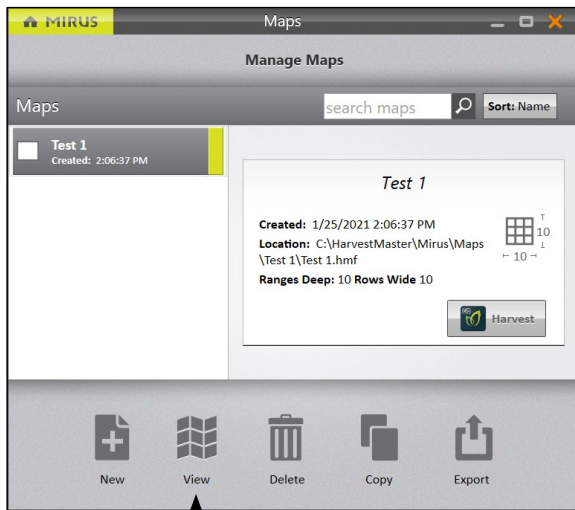 MIRUS
Maps
Manage Maps
Maps
search maps
Sort: Name
Test 1
Created: 2:06:37 PM
Test 1
Created: 1/25/2021 2:06:37 PM
Location: C:\HarvestMaster\Mirus\Maps
\Test 1\Test 1.hmf
Ranges Deep: 10 Rows Wide 10
10
10
Harvest
New
View
Delete
Copy
Export